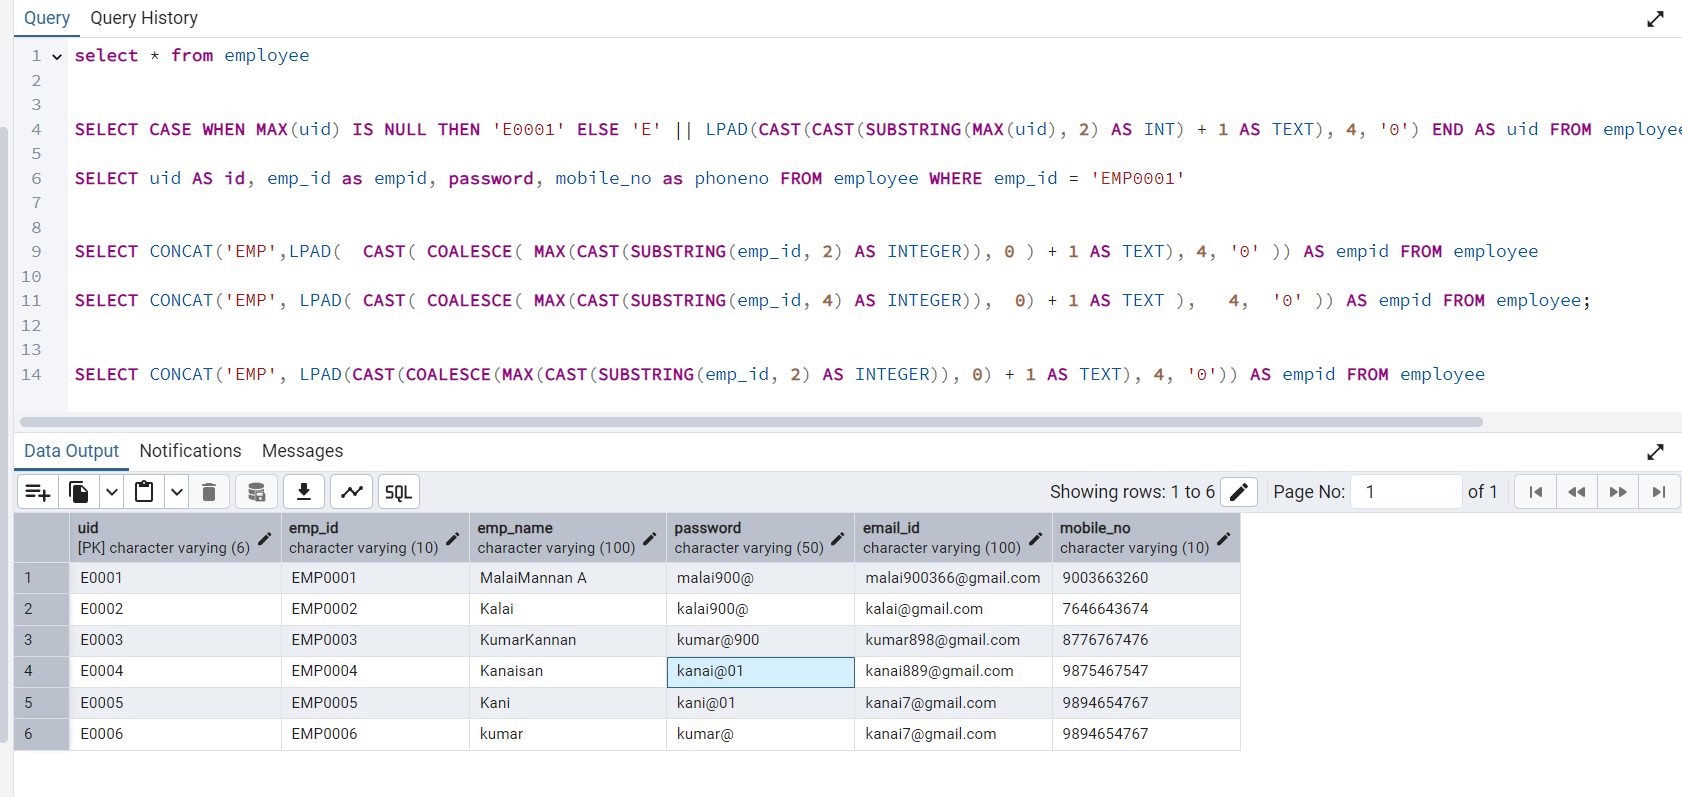 Query Query History
1 select * from employee
2
3
4 SELECT CASE WHEN MAX(uid) IS NULL THEN 'E0001' ELSE 'E' || LPAD(CAST(CAST(SUBSTRING(MAX(uid), 2) AS INT) + 1 AS TEXT), 4, '0') END AS uid FROM employee
5
6 SELECT uid AS id, emp_id as empid, password, mobile_no as phoneno FROM employee WHERE emp_id = 'EMP0001'
7
8
9 SELECT CONCAT('EMP',LPAD(  CAST( COALESCE( MAX(CAST(SUBSTRING(emp_id, 2) AS INTEGER)), 0 ) + 1 AS TEXT), 4, '0' )) AS empid FROM employee
10
11 SELECT CONCAT('EMP', LPAD( CAST( COALESCE( MAX(CAST(SUBSTRING(emp_id, 4) AS INTEGER)),  0) + 1 AS TEXT ),   4,  '0' )) AS empid FROM employee;
12
13
14 SELECT CONCAT('EMP', LPAD(CAST(COALESCE(MAX(CAST(SUBSTRING(emp_id, 2) AS INTEGER)), 0) + 1 AS TEXT), 4, '0')) AS empid FROM employee
Data Output Notifications Messages
SQL Showing rows: 1 to 6 Page No: 1 of 1
uid emp_id emp_name password email_id mobile_no
[PK] character varying (6) character varying (10) character varying (100) character varying (50) character varying (100) character varying (10)
1 E0001 EMP0001 MalaiMannan A malai900@ malai900366@gmail.com 9003663260
2 E0002 EMP0002 Kalai kalai900@ kalai@gmail.com 7646643674
3 E0003 EMP0003 KumarKannan kumar@900 kumar898@gmail.com 8776767476
4 E0004 EMP0004 Kanaisan kanai@01 kanai889@gmail.com 9875467547
5 E0005 EMP0005 Kani kani@01 kanai7@gmail.com 9894654767
6 E0006 EMP0006 kumar kumar@ kanai7@gmail.com 9894654767